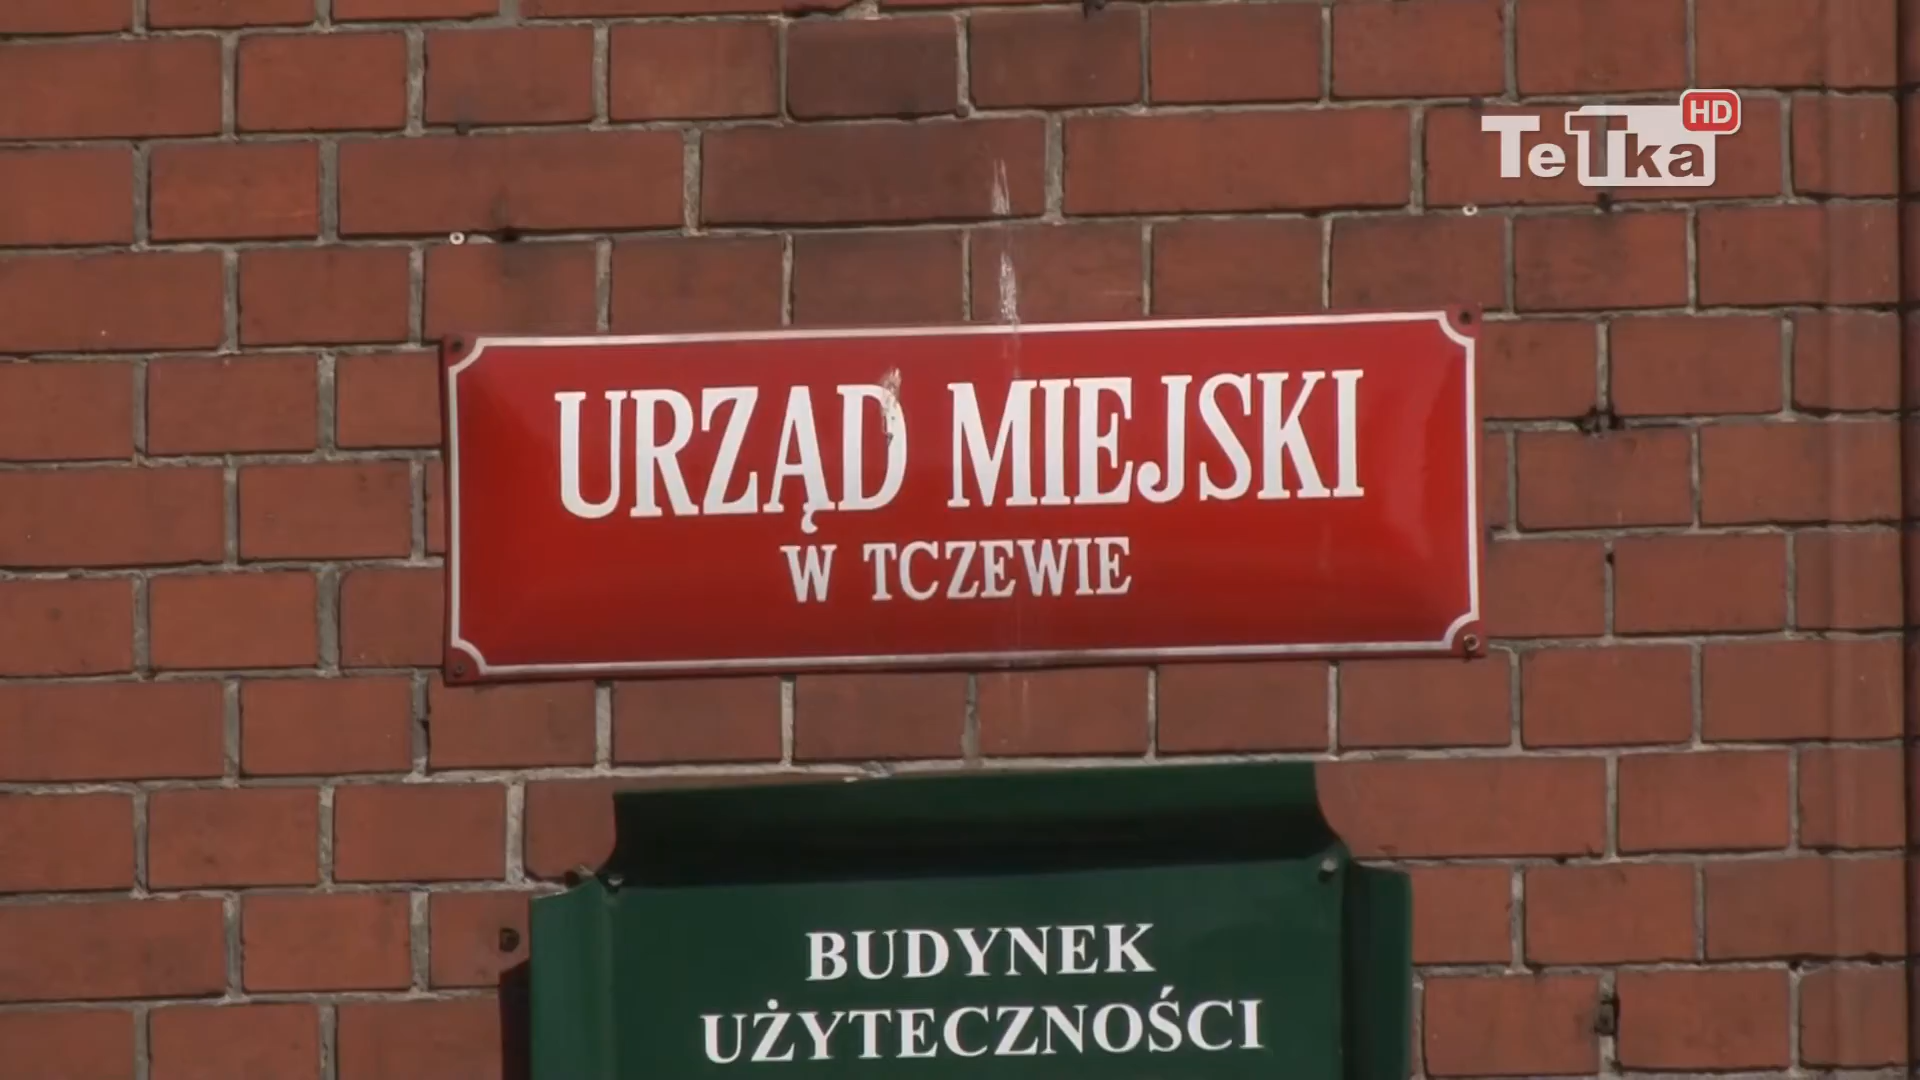 TeTka HD
URZĄD MIEJSKI
W TCZEWIE
BUDYNEK
UŻYTECZNOŚCI